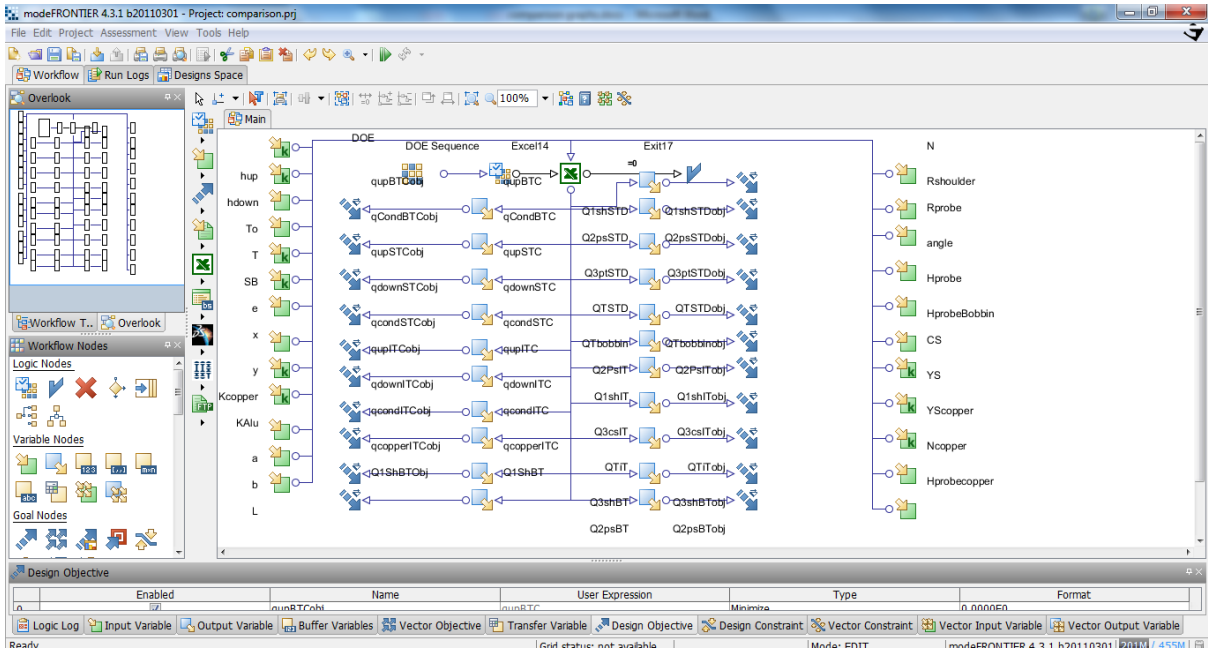 modeFRONTIER 4.3.1 b20110301 - Project: comparison.prj
File Edit Project Assessment View Tools Help
Workflow Run Logs Designs Space
Overlook
100%
Main
DOE
DOE Sequence Excel14 Exit17 N
=0
hup qupBTCobj qupBTC Rshoulder
hdown qCondBTCobj qCondBTC Q1shSTD Q1shSTDobj Rprobe
To qupSTCobj qupSTC Q2psSTD Q2psSTDobj angle
T qdownSTCobj qdownSTC Q3ptSTD Q3ptSTDobj Hprobe
SB
e qcondSTCobj qcondSTC QTSTD QTSTDobj HprobeBobbin
x qupITCobj qupITC QTbobbin QTbobbinobj CS
y qdownITCobj qdownITC Q2PsIT Q2PsITobj YS
Kcopper qcondITCobj qcondITC Q1shIT Q1shITobj YScopper
KAlu qcopperITCobj qcopperITC Q3csIT Q3csITobj Ncopper
a Q1ShBTObj Q1ShBT QTiT QTiTobj Hprobecopper
b Q3shBT Q3shBTobj
L Q2psBT Q2psBTobj
Workflow T.. Overlook
Workflow Nodes
Logic Nodes
Variable Nodes
Goal Nodes
Design Objective
Enabled Name User Expression Type Format
0 qupBTCobj qupBTC Minimize 0.0000E0
Logic Log Input Variable Output Variable Buffer Variables Vector Objective Transfer Variable Design Objective Design Constraint Vector Constraint Vector Input Variable Vector Output Variable
Ready Grid status: not available Mode: EDIT modeFRONTIER 4.3.1 b20110301 201M / 455M